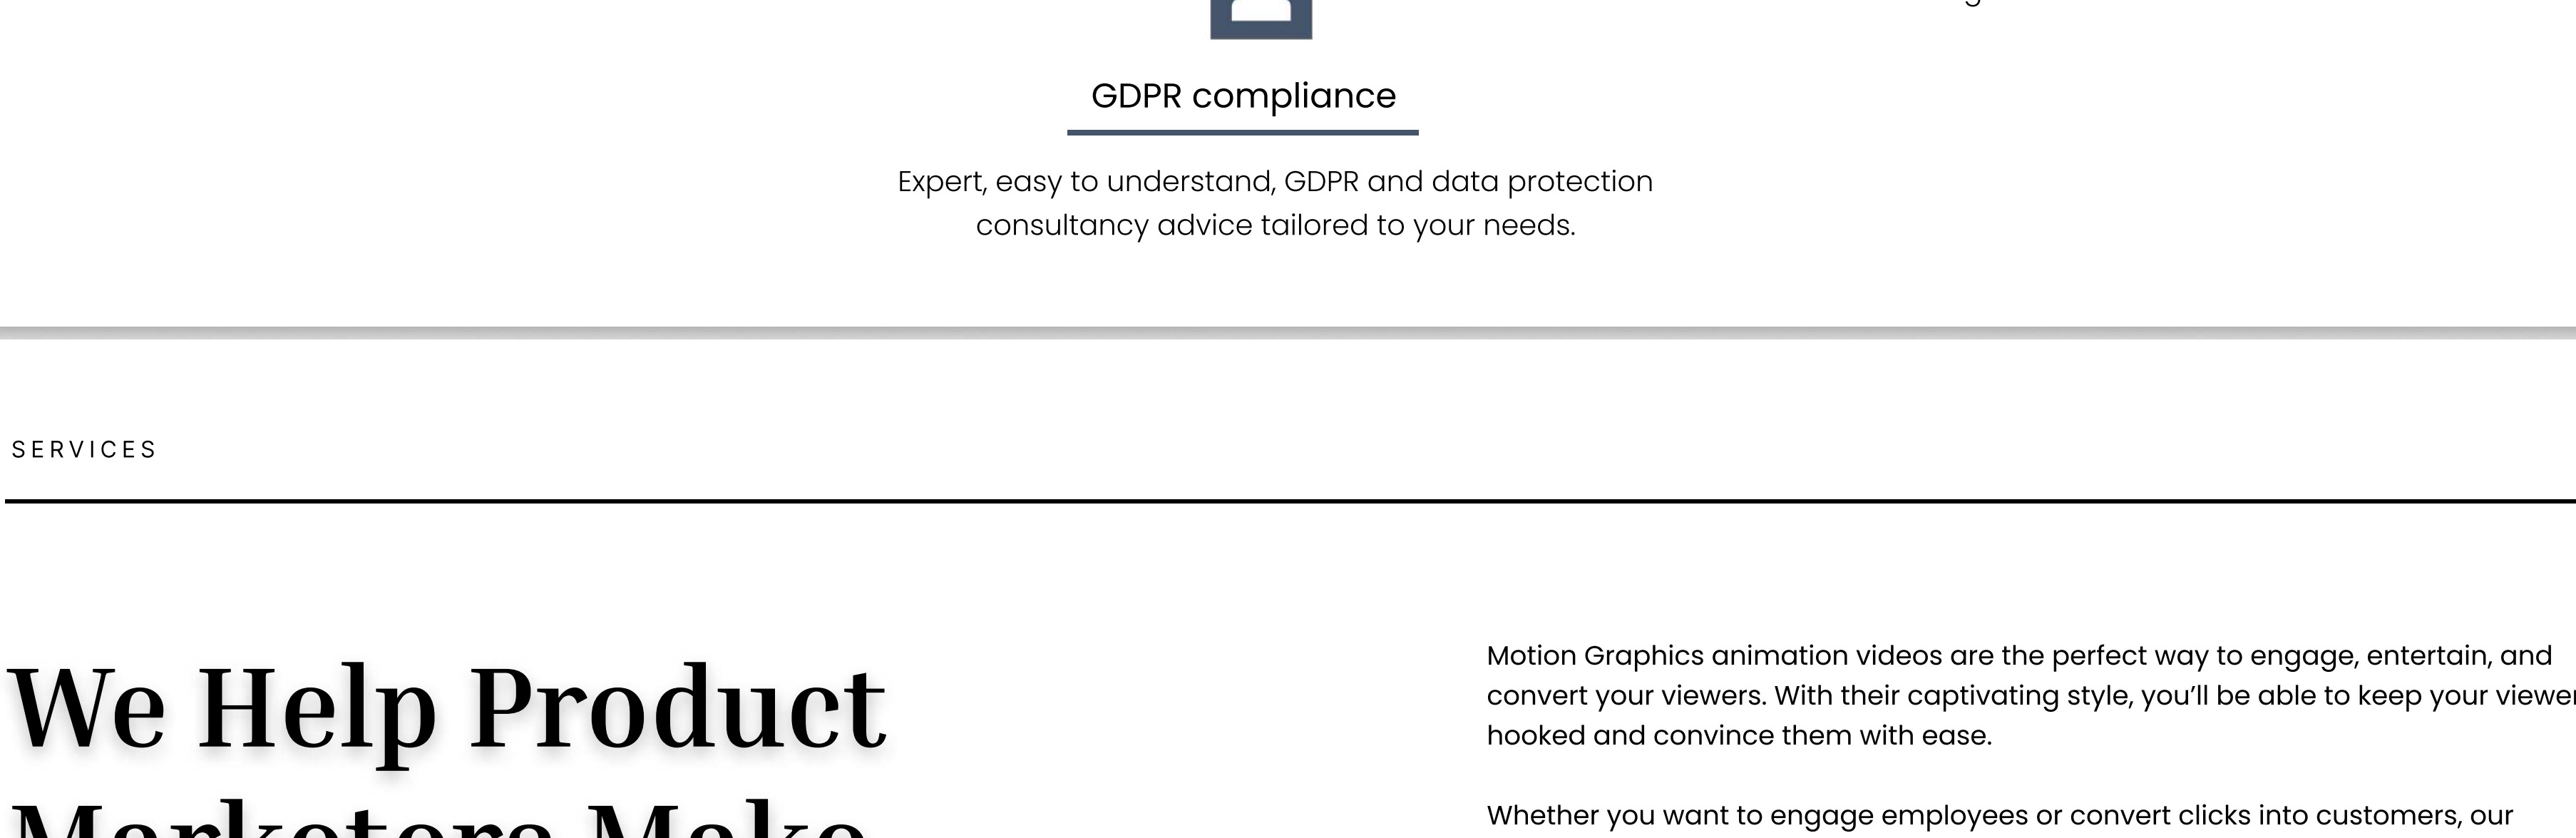 GDPR compliance
Expert, easy to understand, GDPR and data protection
consultancy advice tailored to your needs.
SERVICES
We Help Product
Marketers Make
Motion Graphics animation videos are the perfect way to engage, entertain, and
convert your viewers. With their captivating style, you’ll be able to keep your
hooked and convince them with ease.
Whether you want to engage employees or convert clicks into customers, our